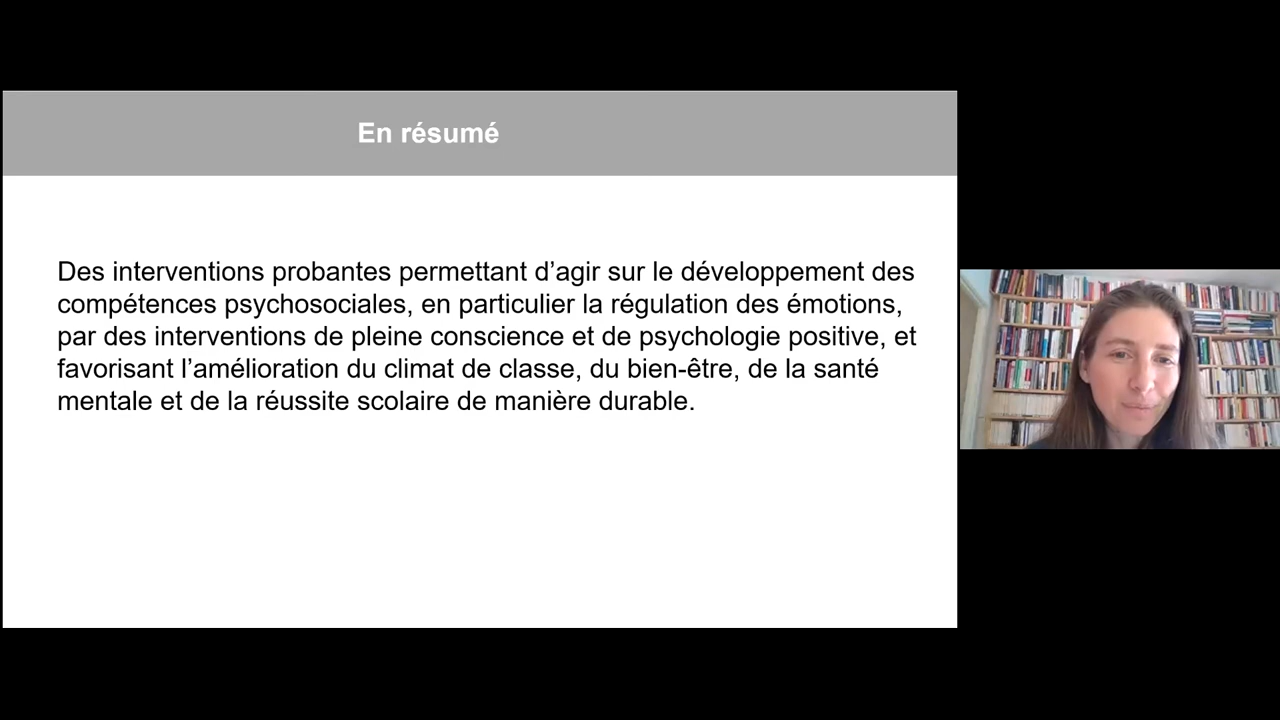 En résumé
Des interventions probantes permettant d’agir sur le développement des
compétences psychosociales, en particulier la régulation des émotions,
par des interventions de pleine conscience et de psychologie positive, et
favorisant l’amélioration du climat de classe, du bien-être, de la santé
mentale et de la réussite scolaire de manière durable.